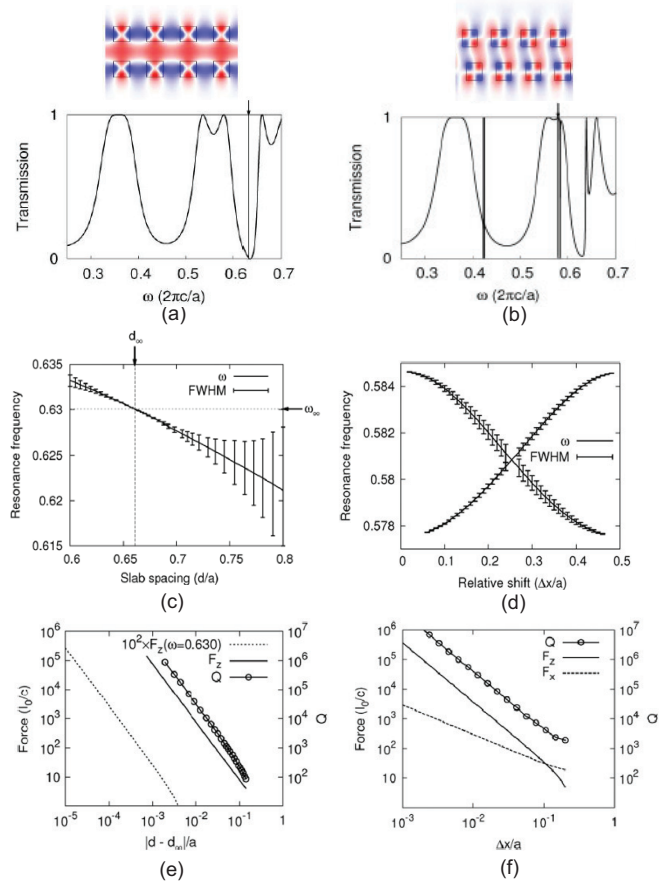 (a)
Transmission
1
0
0.3 0.4 0.5 0.6 0.7
ω (2πc/a)
(b)
Transmission
1
0
0.3 0.4 0.5 0.6 0.7
ω (2πc/a)
(c)
d∞
Resonance frequency
0.635
0.63
0.625
0.62
0.615
ω
FWHM
ω∞
0.6 0.65 0.7 0.75 0.8
Slab spacing (d/a)
(d)
Resonance frequency
0.584
0.582
0.58
0.578
ω
FWHM
0 0.1 0.2 0.3 0.4 0.5
Relative shift (Δx/a)
(e)
Force (I₀/c)
10⁶
10⁵
10⁴
10³
10²
10
10²×F_z(ω=0.630)
F_z
Q
10⁷
10⁶
10⁵
10⁴
10³
10²
Q
10⁻⁵ 10⁻⁴ 10⁻³ 10⁻² 10⁻¹ 1
|d - d∞|/a
(f)
Force (I₀/c)
10⁶
10⁵
10⁴
10³
10²
10
Q
F_z
F_x
10⁷
10⁶
10⁵
10⁴
10³
10²
Q
10⁻³ 10⁻² 10⁻¹ 1
Δx/a